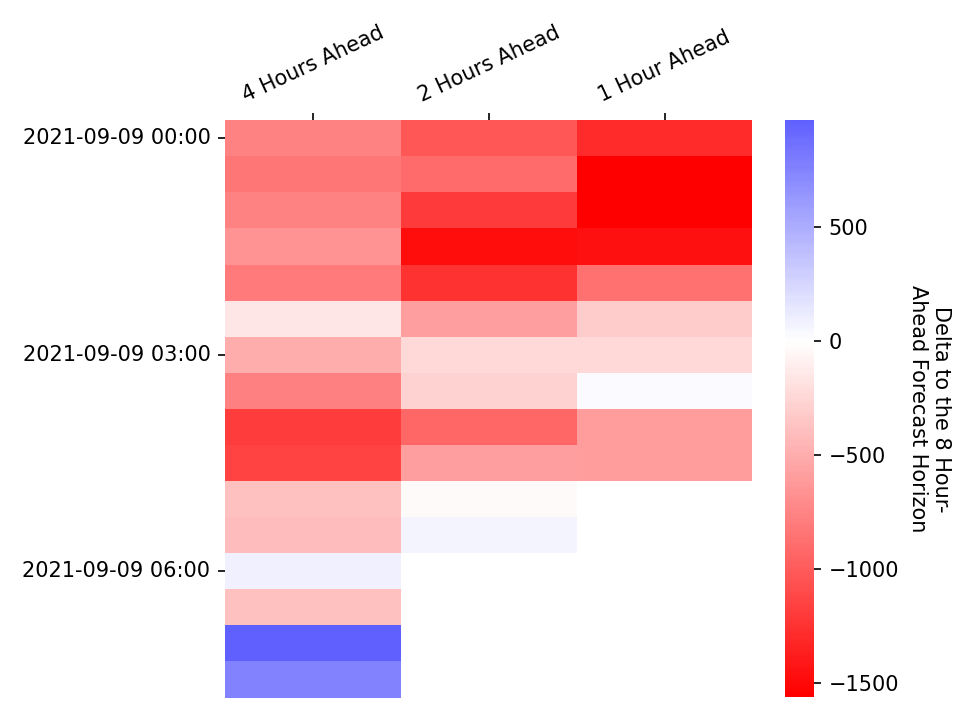 4 Hours Ahead
2 Hours Ahead
1 Hour Ahead
2021-09-09 00:00
2021-09-09 03:00
2021-09-09 06:00
500
0
−500
−1000
−1500
Delta to the 8 Hour-
Ahead Forecast Horizon